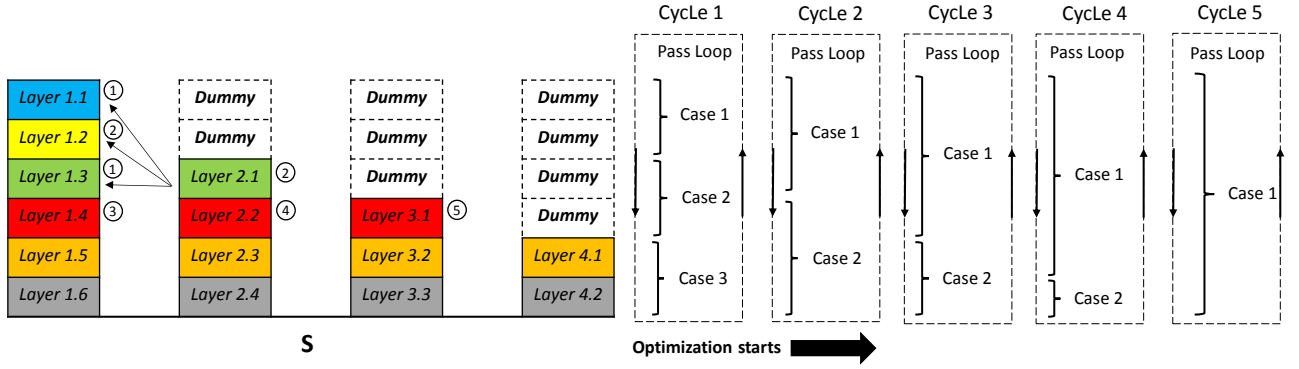 CycLe 1 CycLe 2 CycLe 3 CycLe 4 CycLe 5
Pass Loop Pass Loop Pass Loop Pass Loop Pass Loop
Layer 1.1 ① Dummy Dummy Dummy
Layer 1.2 ② Dummy Dummy Dummy
Layer 1.3 ① Layer 2.1 ② Dummy Dummy
Layer 1.4 ③ Layer 2.2 ④ Layer 3.1 ⑤ Dummy
Layer 1.5 Layer 2.3 Layer 3.2 Layer 4.1
Layer 1.6 Layer 2.4 Layer 3.3 Layer 4.2
S
Case 1
Case 2
Case 3
Case 1
Case 2
Case 1
Case 2
Case 1
Case 2
Case 1
Optimization starts